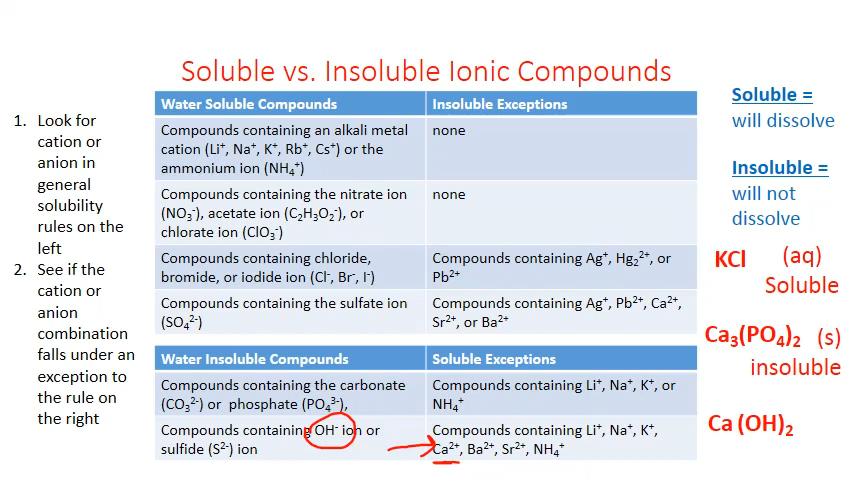 Soluble vs. Insoluble Ionic Compounds
1. Look for
cation or
anion in
general
solubility
rules on the
left
2. See if the
cation or
anion
combination
falls under an
exception to
the rule on
the right
Water Soluble Compounds
Insoluble Exceptions
Compounds containing an alkali metal
cation (Li⁺, Na⁺, K⁺, Rb⁺, Cs⁺) or the
ammonium ion (NH₄⁺)
none
Compounds containing the nitrate ion
(NO₃⁻), acetate ion (C₂H₃O₂⁻), or
chlorate ion (ClO₃⁻)
none
Compounds containing chloride,
bromide, or iodide ion (Cl⁻, Br⁻, I⁻)
Compounds containing Ag⁺, Hg₂²⁺, or
Pb²⁺
Compounds containing the sulfate ion
(SO₄²⁻)
Compounds containing Ag⁺, Pb²⁺, Ca²⁺,
Sr²⁺, or Ba²⁺
Water Insoluble Compounds
Soluble Exceptions
Compounds containing the carbonate
(CO₃²⁻) or phosphate (PO₄³⁻),
Compounds containing Li⁺, Na⁺, K⁺, or
NH₄⁺
Compounds containing OH⁻ ion or
sulfide (S²⁻) ion
Compounds containing Li⁺, Na⁺, K⁺,
Ca²⁺, Ba²⁺, Sr²⁺, NH₄⁺
Soluble =
will dissolve
Insoluble =
will not
dissolve
KCl (aq)
Soluble
Ca₃(PO₄)₂ (s)
insoluble
Ca (OH)₂